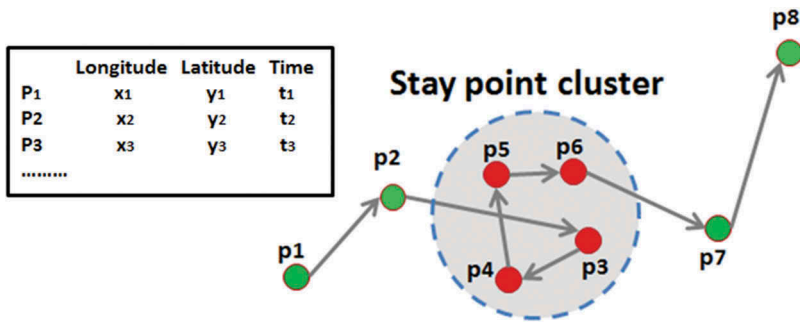 Longitude Latitude Time
P1 x1 y1 t1
P2 x2 y2 t2
P3 x3 y3 t3
.........
Stay point cluster
p8
p5
p6
p2
p1
p4
p3
p7